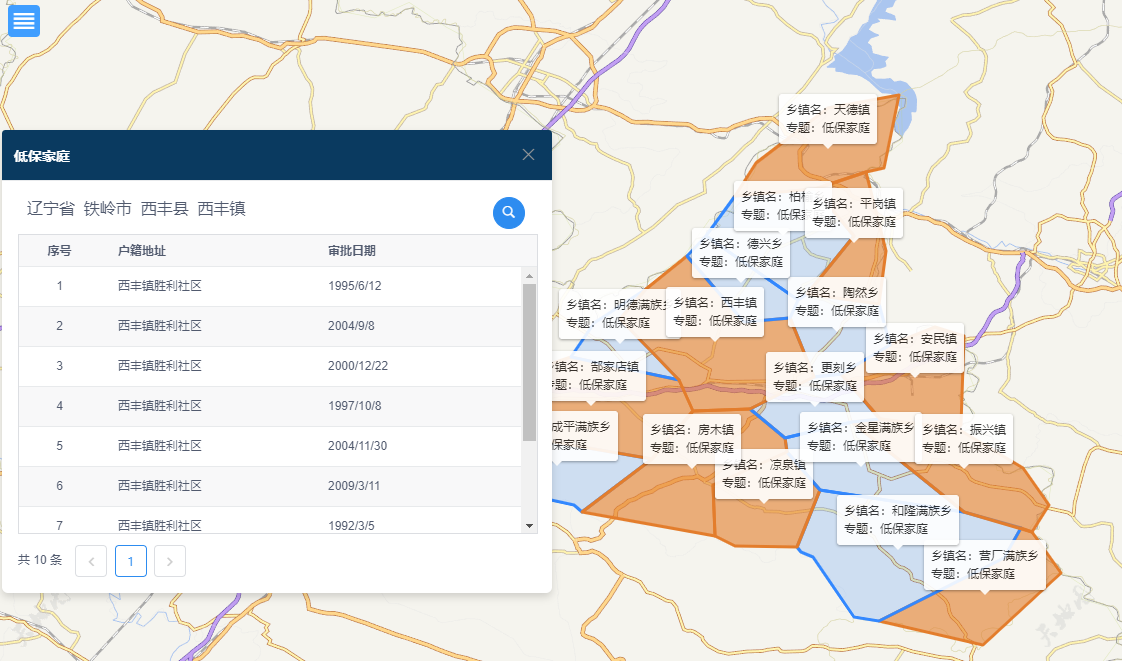 低保家庭
辽宁省 铁岭市 西丰县 西丰镇
序号 户籍地址 审批日期
1 西丰镇胜利社区 1995/6/12
2 西丰镇胜利社区 2004/9/8
3 西丰镇胜利社区 2000/12/22
4 西丰镇胜利社区 1997/10/8
5 西丰镇胜利社区 2004/11/30
6 西丰镇胜利社区 2009/3/11
7 西丰镇胜利社区 1992/3/5
共 10 条 1
乡镇名：天德镇
专题：低保家庭
乡镇名：柏
专题：低保家
乡镇名：平岗镇
专题：低保家庭
乡镇名：德兴乡
专题：低保家庭
乡镇名：明德满族
专题：低保家庭
乡镇名：西丰镇
专题：低保家庭
乡镇名：陶然乡
专题：低保家庭
乡镇名：安民镇
专题：低保家庭
镇名：郜家店镇
题：低保家庭
乡镇名：更刻乡
专题：低保家庭
成平满族乡
保家庭
乡镇名：房木镇
专题：低保家庭
乡镇名：金星满族乡
专题：低保家庭
乡镇名：振兴镇
专题：低保家庭
乡镇名：凉泉镇
专题：低保家庭
乡镇名：和隆满族乡
专题：低保家庭
乡镇名：营厂满族乡
专题：低保家庭